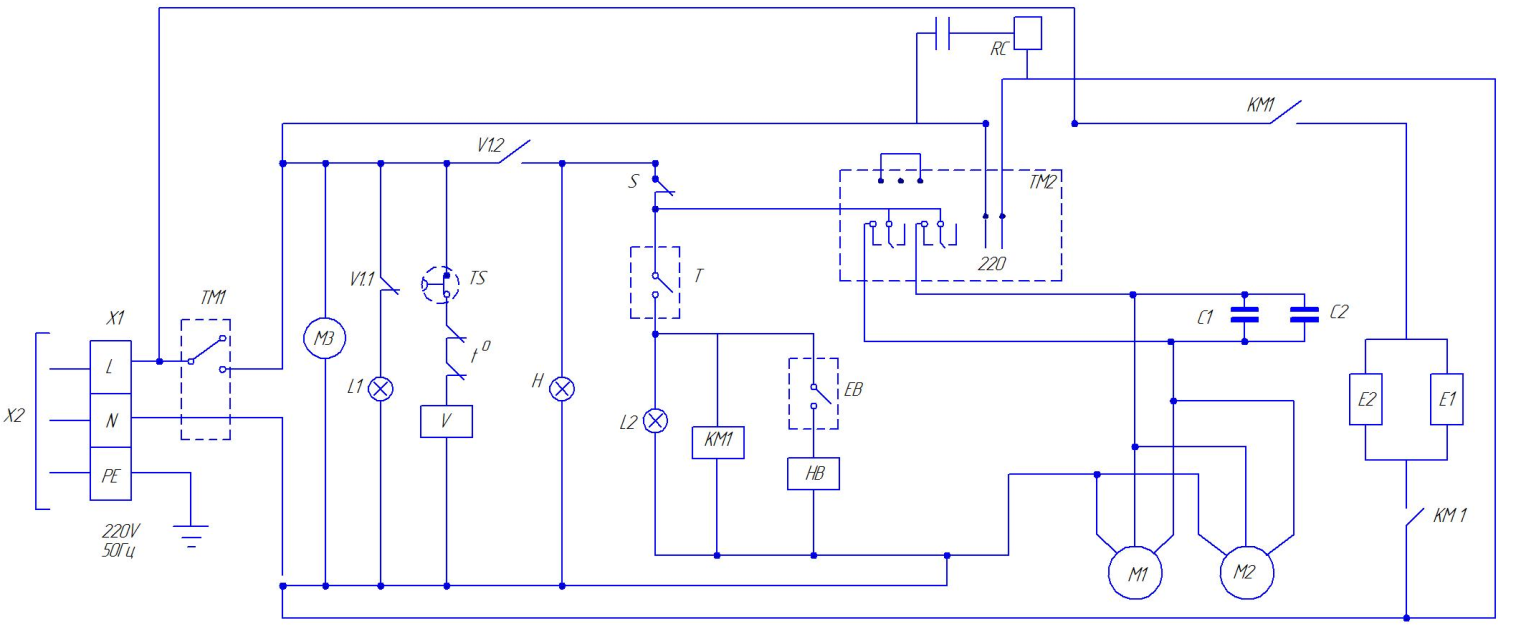 RC
KM1
V1.2
S
TM2
TS
T
220
V1.1
X1
TM1
C1
C2
M3
t⁰
L
L1
H
EB
E2
E1
X2
N
V
L2
KM1
HB
PE
KM 1
220V
50Гц
M1
M2